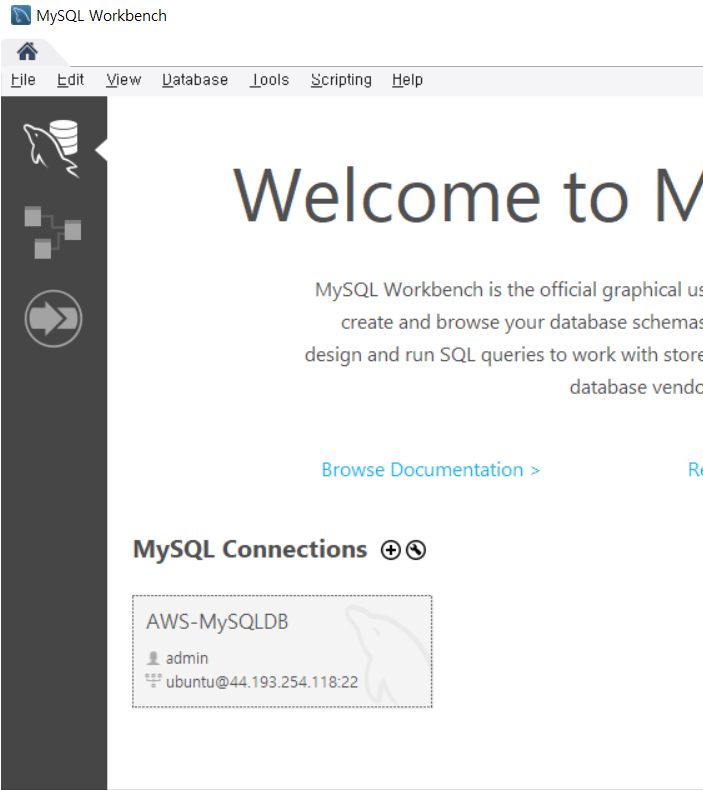 MySQL Workbench
File Edit View Database Tools Scripting Help
Welcome to M
MySQL Workbench is the official graphical us
create and browse your database schemas
design and run SQL queries to work with store
database vendo
Browse Documentation >
Re
MySQL Connections
AWS-MySQLDB
admin
ubuntu@44.193.254.118:22